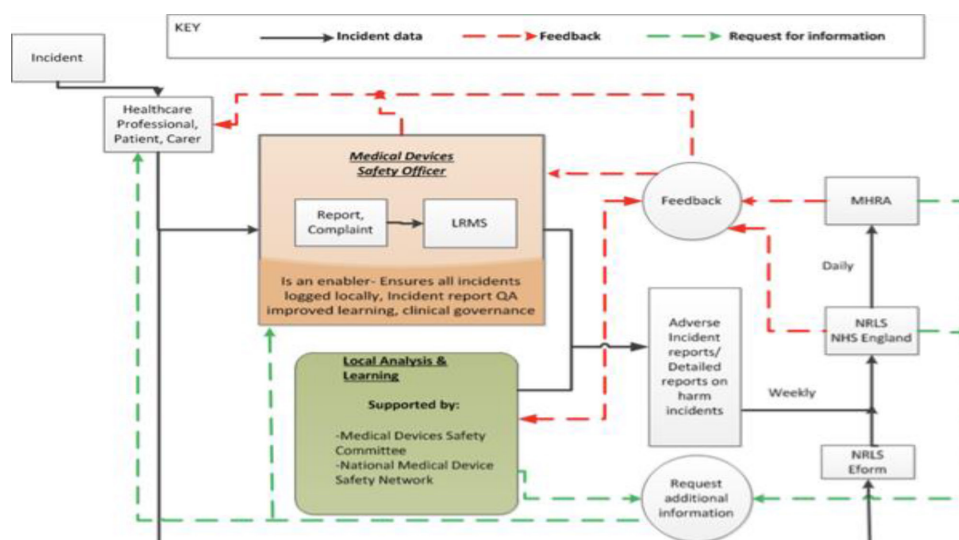 KEY
Incident data
Feedback
Request for information
Incident
Healthcare
Professional,
Patient, Carer
Medical Devices
Safety Officer
Report,
Complaint
LRMS
Is an enabler- Ensures all incidents
logged locally, Incident report QA
improved learning, clinical governance
Feedback
MHRA
Daily
NRLS
NHS England
Adverse
Incident
reports/
Detailed
reports on
harm
incidents
Weekly
Local Analysis &
Learning
Supported by:
-Medical Devices Safety
Committee
-National Medical Device
Safety Network
NRLS
Eform
Request
additional
information